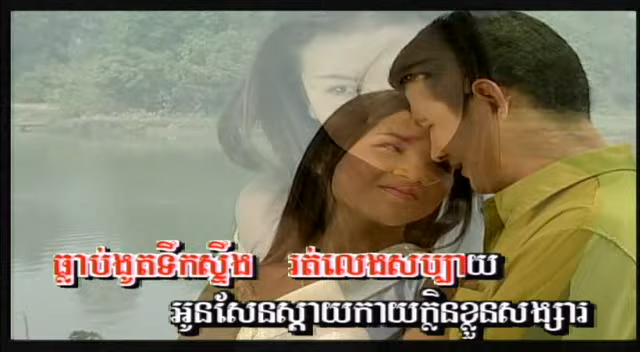 ធ្លាប់ងូតទឹកស្ទឹង រត់លេងសប្បាយ
អូនសែនស្ដាយកាយក្លិនខ្លួនសង្សារ